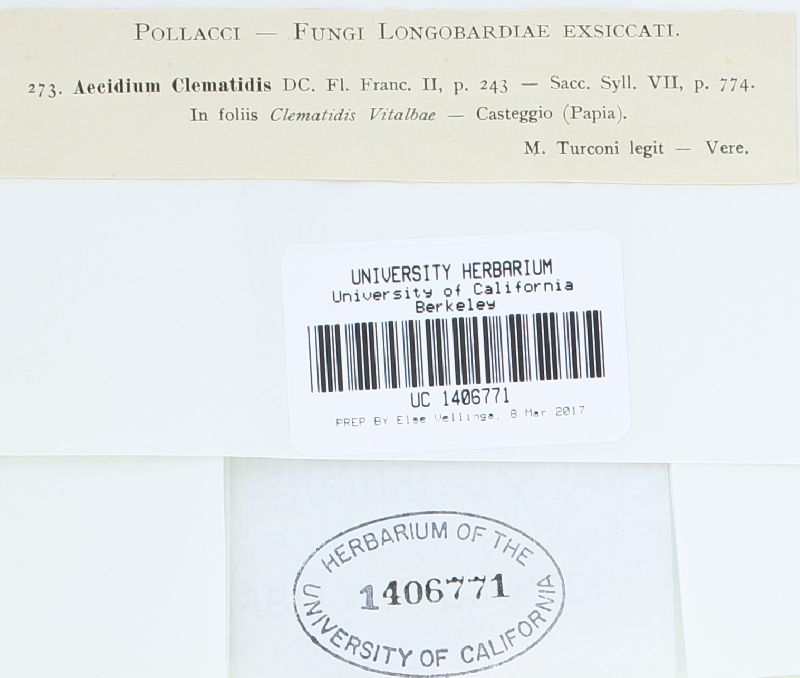 POLLACCI — FUNGI LONGOBARDIAE EXSICCATI.
273. Aecidium Clematidis DC. Fl. Franc. II, p. 243 — Sacc. Syll. VII, p. 774.
In foliis Clematidis Vitalbae — Casteggio (Papia).
M. Turconi legit — Vere.
UNIVERSITY HERBARIUM
University of California
Berkeley
UC 1406771
PREP BY Else Vellinga, 8 Mar 2017
HERBARIUM OF THE
1406771
UNIVERSITY OF CALIFORNIA